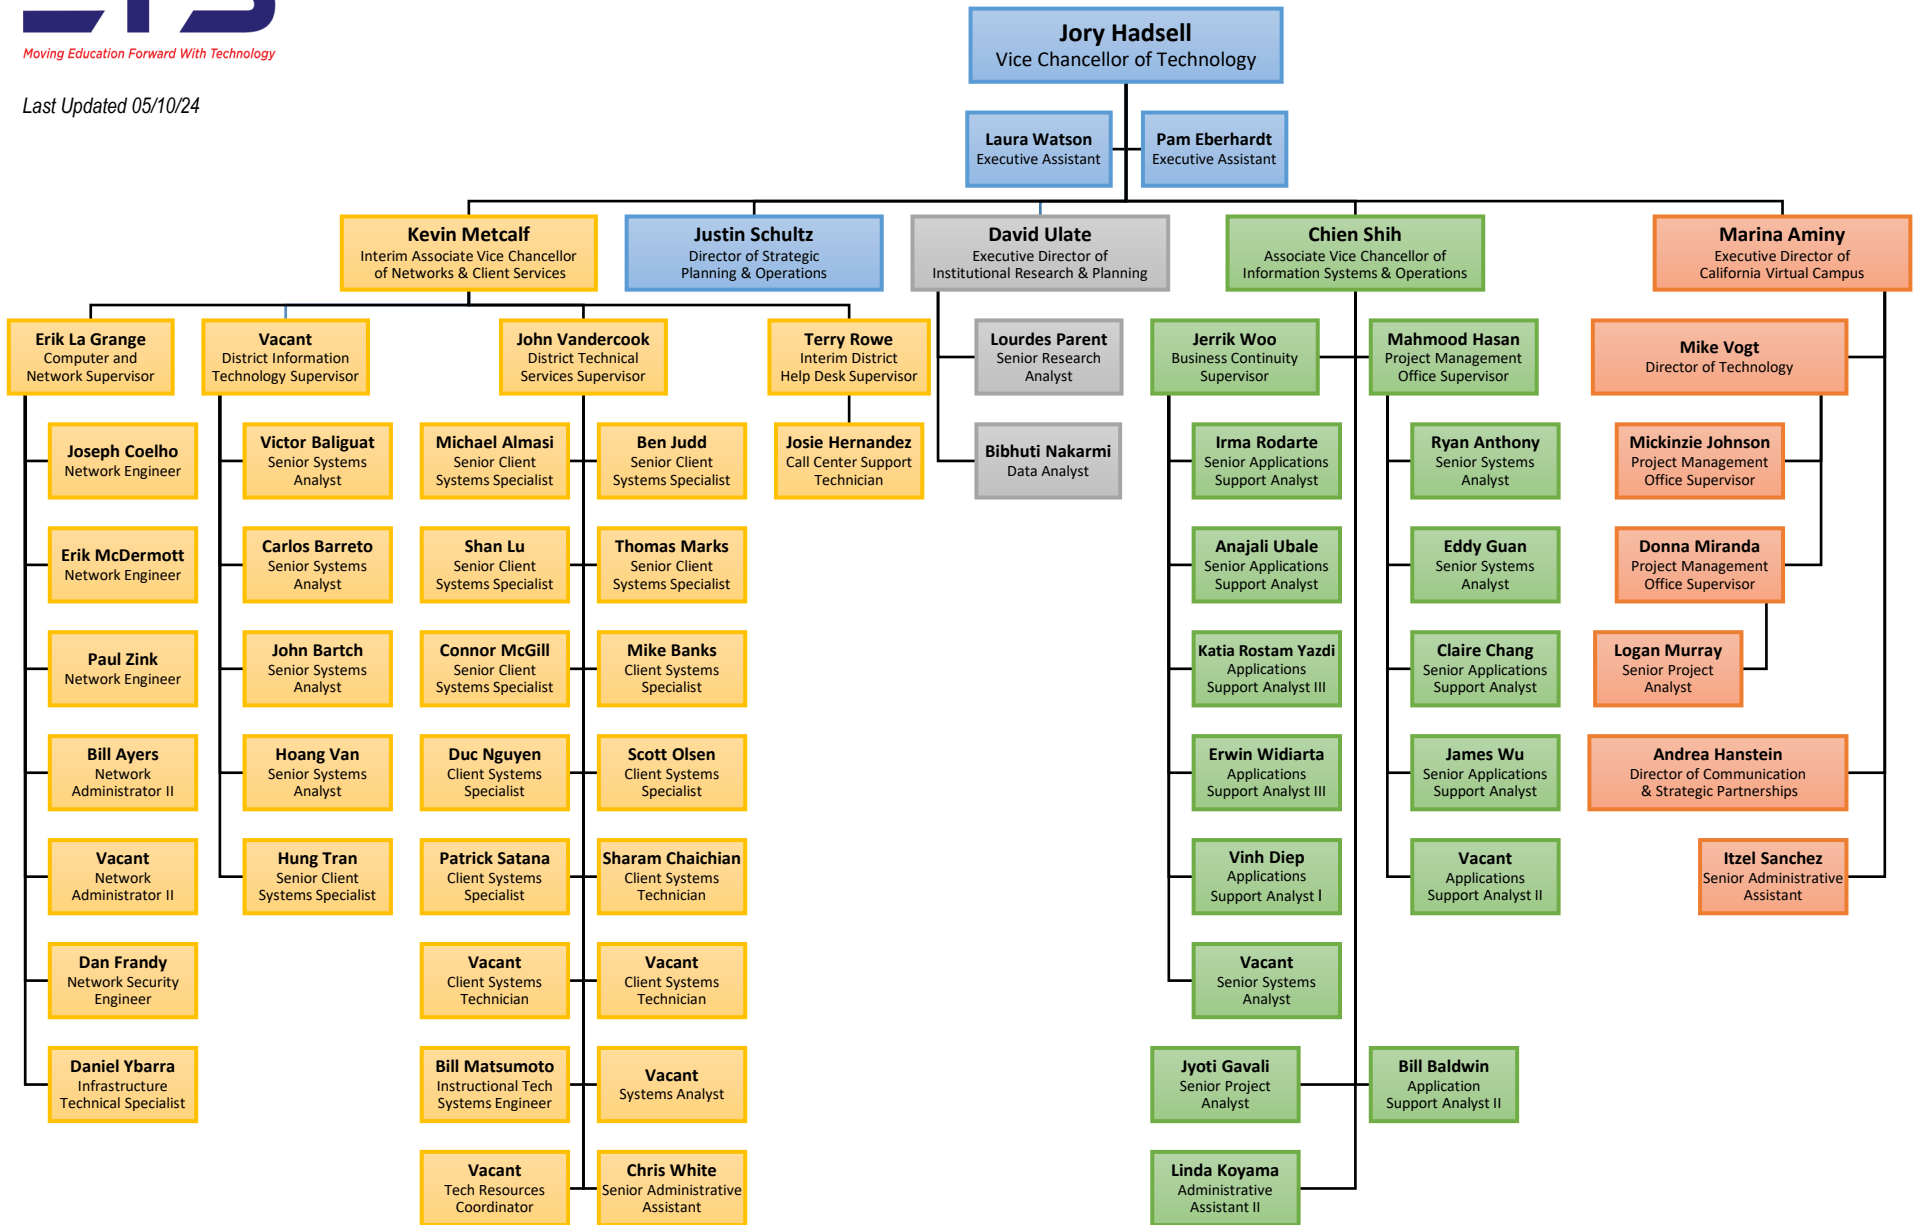 Moving Education Forward With Technology
Last Updated 05/10/24
Jory Hadsell
Vice Chancellor of Technology
Laura Watson
Executive Assistant
Pam Eberhardt
Executive Assistant
Kevin Metcalf
Interim Associate Vice Chancellor
of Networks & Client Services
Justin Schultz
Director of Strategic
Planning & Operations
David Ulate
Executive Director of
Institutional Research & Planning
Chien Shih
Associate Vice Chancellor of
Information Systems & Operations
Marina Aminy
Executive Director of
California Virtual Campus
Erik La Grange
Computer and
Network Supervisor
Vacant
District Information
Technology Supervisor
John Vandercook
District Technical
Services Supervisor
Terry Rowe
Interim District
Help Desk Supervisor
Lourdes Parent
Senior Research
Analyst
Jerrik Woo
Business Continuity
Supervisor
Mahmood Hasan
Project Management
Office Supervisor
Mike Vogt
Director of Technology
Joseph Coelho
Network Engineer
Victor Baliguat
Senior Systems
Analyst
Michael Almasi
Senior Client
Systems Specialist
Ben Judd
Senior Client
Systems Specialist
Josie Hernandez
Call Center Support
Technician
Bibhuti Nakarmi
Data Analyst
Irma Rodarte
Senior Applications
Support Analyst
Ryan Anthony
Senior Systems
Analyst
Mickinzie Johnson
Project Management
Office Supervisor
Erik McDermott
Network Engineer
Carlos Barreto
Senior Systems
Analyst
Shan Lu
Senior Client
Systems Specialist
Thomas Marks
Senior Client
Systems Specialist
Anajali Ubale
Senior Applications
Support Analyst
Eddy Guan
Senior Systems
Analyst
Donna Miranda
Project Management
Office Supervisor
Paul Zink
Network Engineer
John Bartch
Senior Systems
Analyst
Connor McGill
Senior Client
Systems Specialist
Mike Banks
Client Systems
Specialist
Katia Rostam Yazdi
Applications
Support Analyst III
Claire Chang
Senior Applications
Support Analyst
Logan Murray
Senior Project
Analyst
Bill Ayers
Network
Administrator II
Hoang Van
Senior Systems
Analyst
Duc Nguyen
Client Systems
Specialist
Scott Olsen
Client Systems
Specialist
Erwin Widiarta
Applications
Support Analyst III
James Wu
Senior Applications
Support Analyst
Andrea Hanstein
Director of Communication
& Strategic Partnerships
Vacant
Network
Administrator II
Hung Tran
Senior Client
Systems Specialist
Patrick Satana
Client Systems
Specialist
Sharam Chaichian
Client Systems
Technician
Vinh Diep
Applications
Support Analyst I
Vacant
Applications
Support Analyst II
Itzel Sanchez
Senior Administrative
Assistant
Dan Frandy
Network Security
Engineer
Vacant
Client Systems
Technician
Vacant
Client Systems
Technician
Vacant
Senior Systems
Analyst
Daniel Ybarra
Infrastructure
Technical Specialist
Bill Matsumoto
Instructional Tech
Systems Engineer
Vacant
Systems Analyst
Jyoti Gavali
Senior Project
Analyst
Bill Baldwin
Application
Support Analyst II
Vacant
Tech Resources
Coordinator
Chris White
Senior Administrative
Assistant
Linda Koyama
Administrative
Assistant II